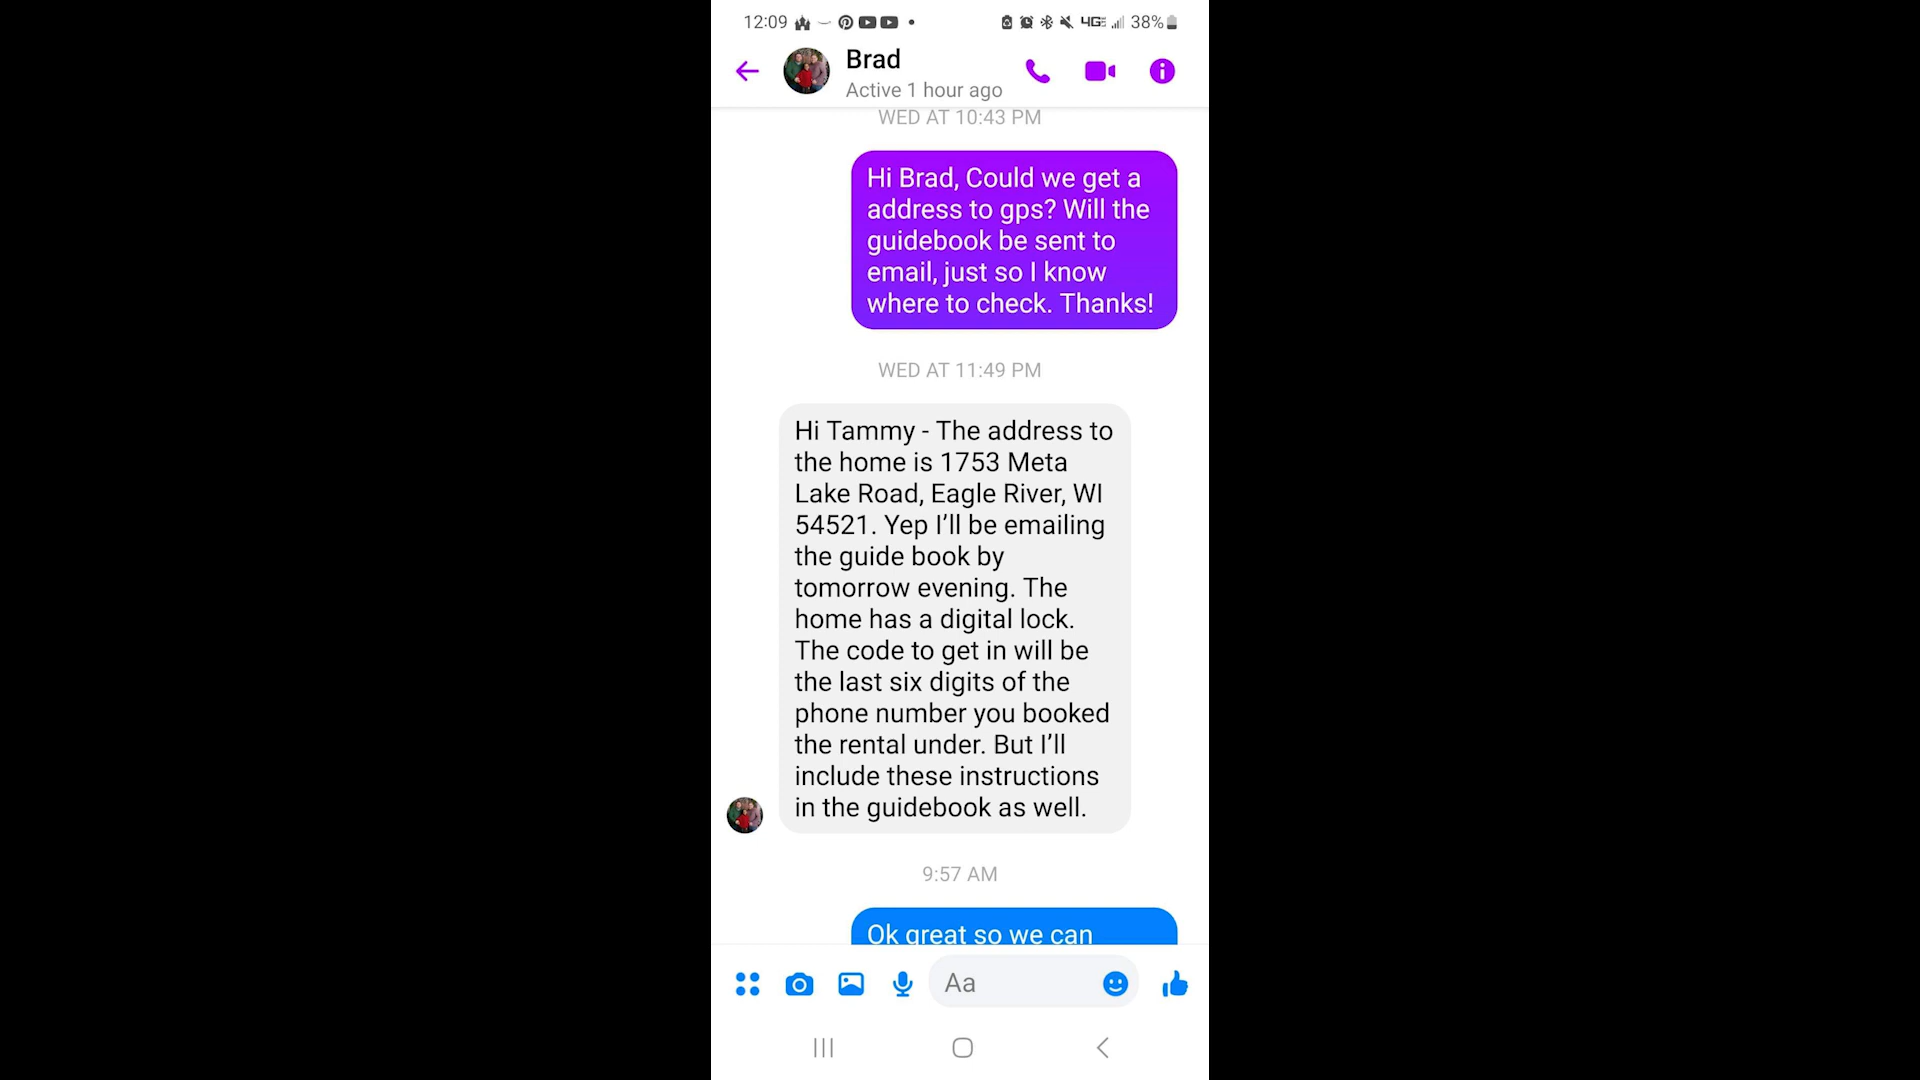 12:09 4GE 38%
Brad
Active 1 hour ago
WED AT 10:43 PM
Hi Brad, Could we get a
address to gps? Will the
guidebook be sent to
email, just so I know
where to check. Thanks!
WED AT 11:49 PM
Hi Tammy - The address to
the home is 1753 Meta
Lake Road, Eagle River, WI
54521. Yep I’ll be emailing
the guide book by
tomorrow evening. The
home has a digital lock.
The code to get in will be
the last six digits of the
phone number you booked
the rental under. But I’ll
include these instructions
in the guidebook as well.
9:57 AM
Ok great so we can
Aa